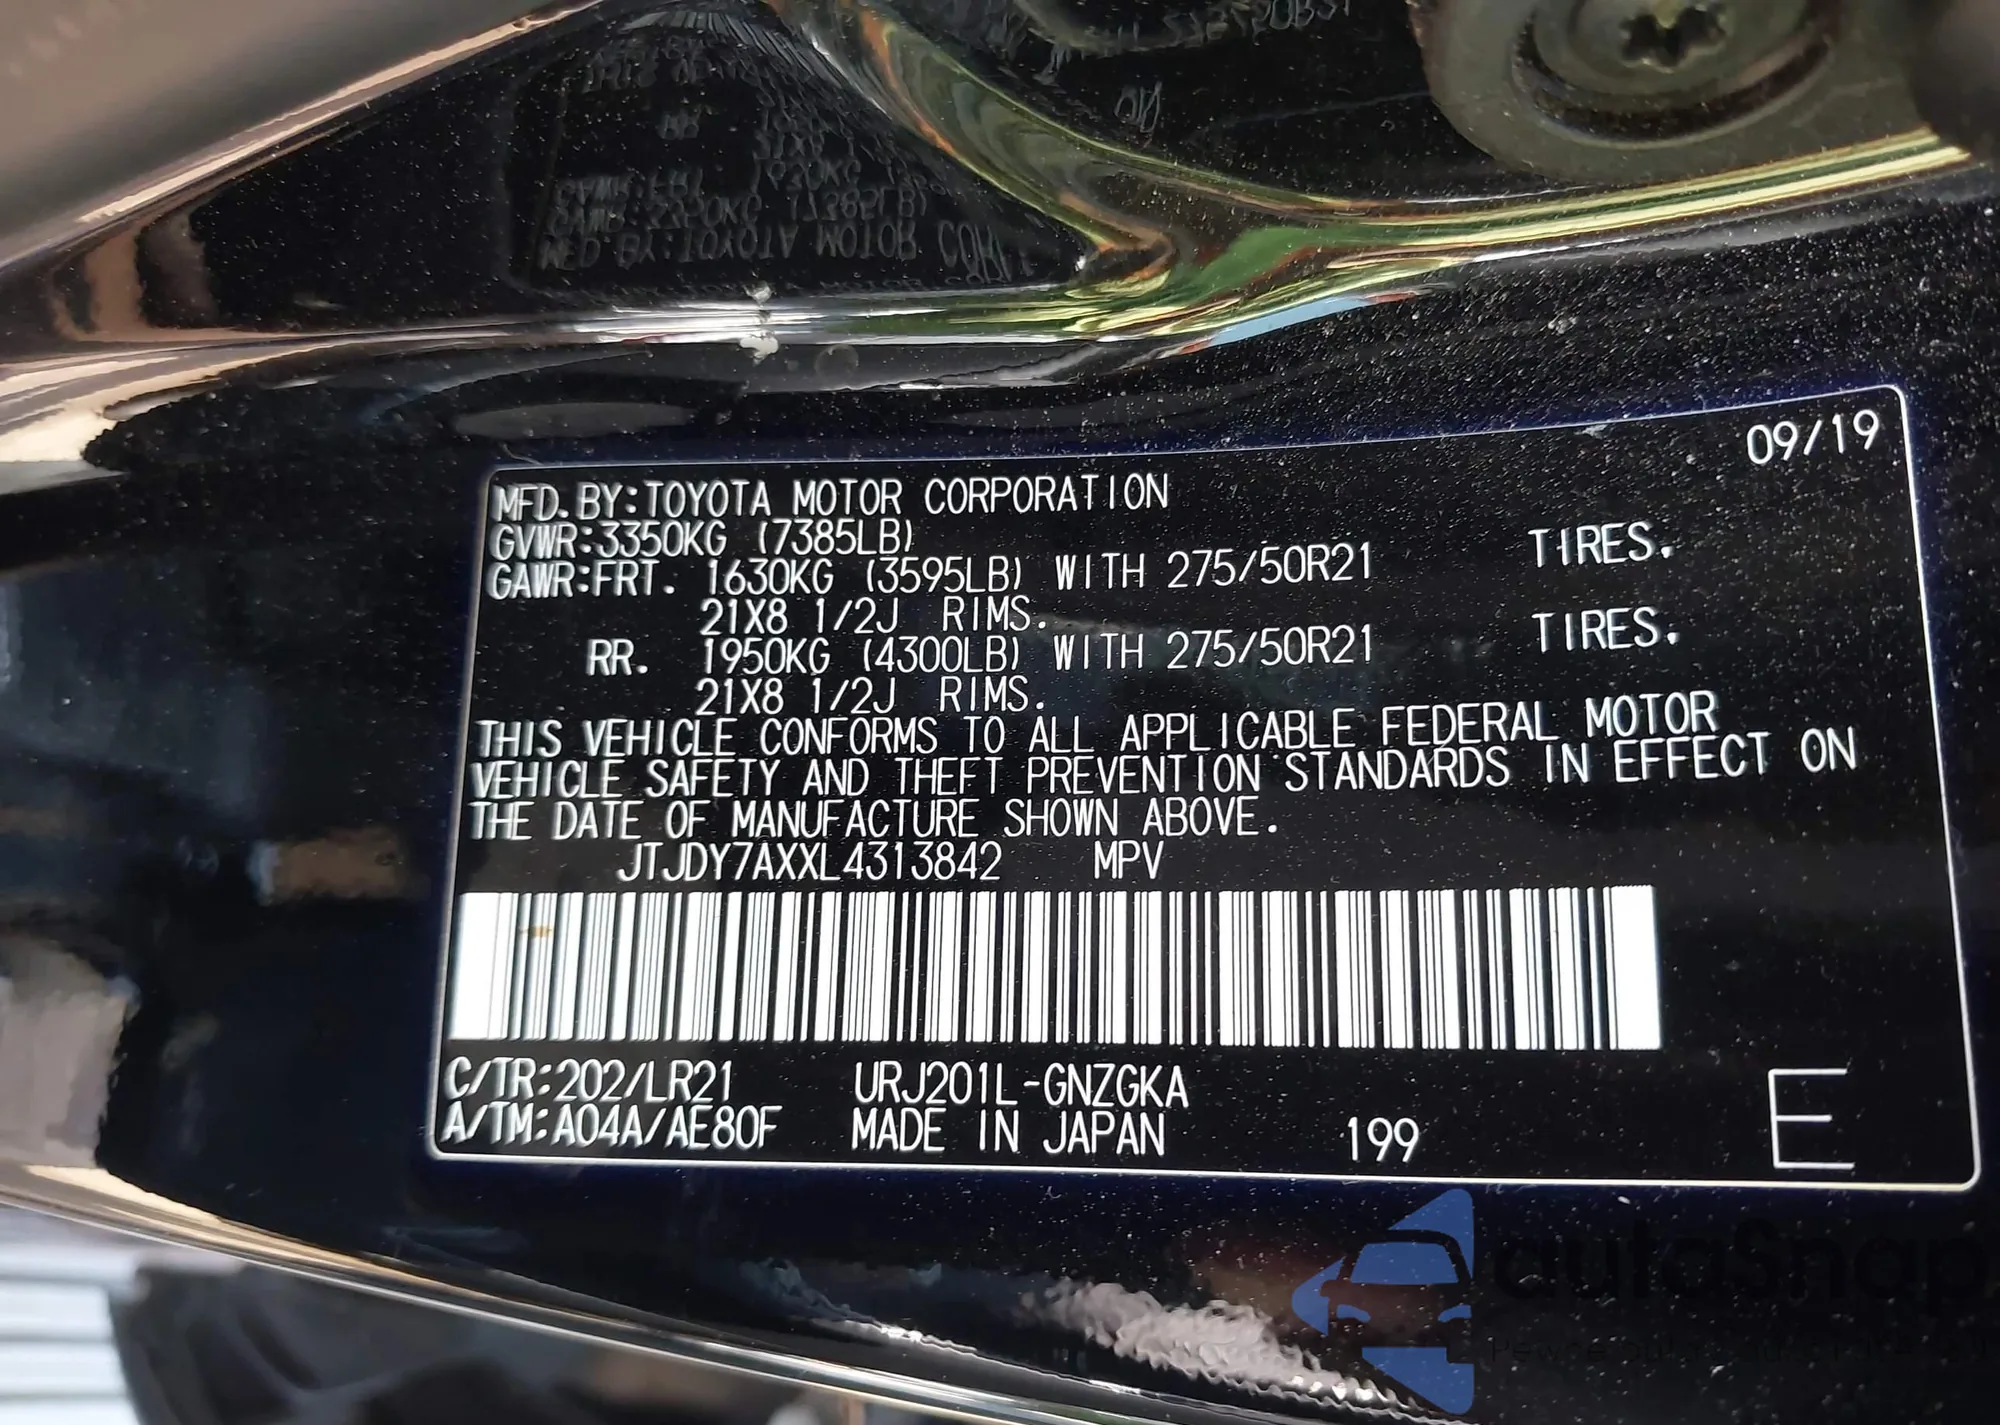 09/19
MFD.BY:TOYOTA MOTOR CORPORATION
GVWR:3350KG (7385LB)
GAWR:FRT. 1630KG (3595LB) WITH 275/50R21 TIRES.
21X8 1/2J RIMS.
RR. 1950KG (4300LB) WITH 275/50R21 TIRES.
21X8 1/2J RIMS.
THIS VEHICLE CONFORMS TO ALL APPLICABLE FEDERAL MOTOR
VEHICLE SAFETY AND THEFT PREVENTION STANDARDS IN EFFECT ON
THE DATE OF MANUFACTURE SHOWN ABOVE.
JTJDY7AXXL4313842 MPV
C/TR:202/LR21 URJ201L-GNZGKA
A/TM:A04A/AE80F MADE IN JAPAN 199 E
autoSnap